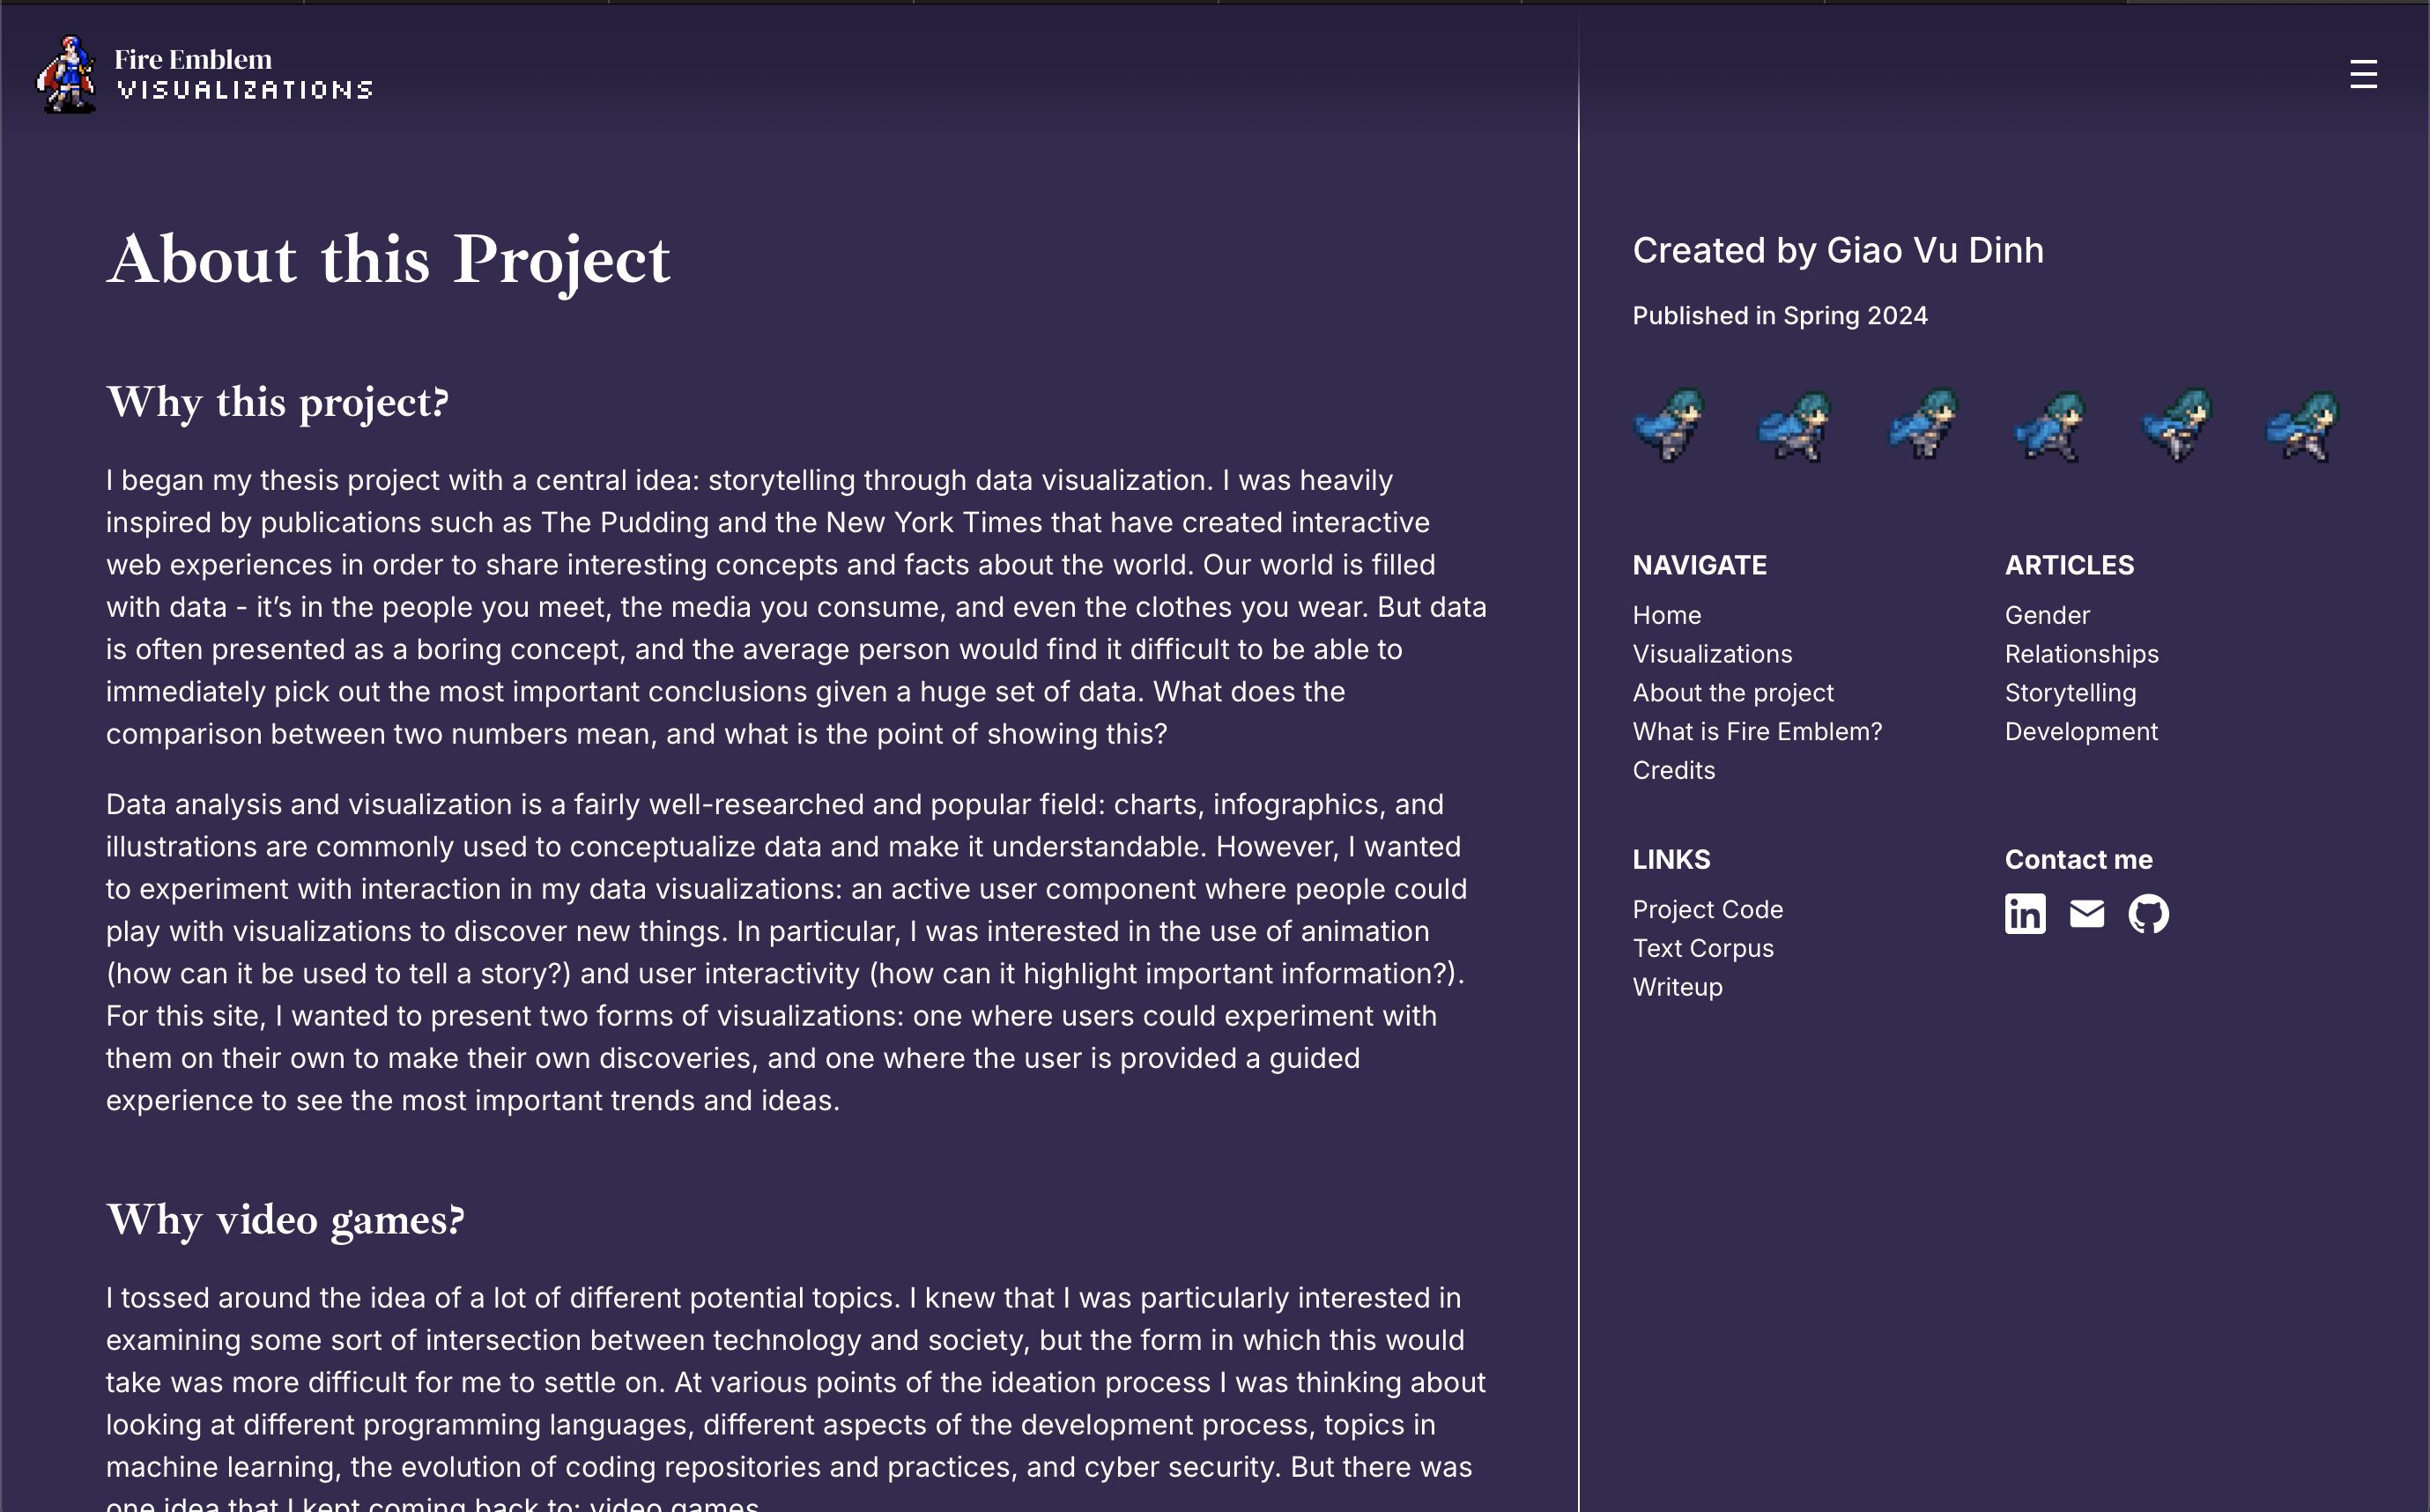 Fire Emblem
VISUALIZATIONS
About this Project
Why this project?
I began my thesis project with a central idea: storytelling through data visualization. I was heavily
inspired by publications such as The Pudding and the New York Times that have created interactive
web experiences in order to share interesting concepts and facts about the world. Our world is filled
with data - it’s in the people you meet, the media you consume, and even the clothes you wear. But data
is often presented as a boring concept, and the average person would find it difficult to be able to
immediately pick out the most important conclusions given a huge set of data. What does the
comparison between two numbers mean, and what is the point of showing this?
Data analysis and visualization is a fairly well-researched and popular field: charts, infographics, and
illustrations are commonly used to conceptualize data and make it understandable. However, I wanted
to experiment with interaction in my data visualizations: an active user component where people could
play with visualizations to discover new things. In particular, I was interested in the use of animation
(how can it be used to tell a story?) and user interactivity (how can it highlight important information?).
For this site, I wanted to present two forms of visualizations: one where users could experiment with
them on their own to make their own discoveries, and one where the user is provided a guided
experience to see the most important trends and ideas.
Why video games?
I tossed around the idea of a lot of different potential topics. I knew that I was particularly interested in
examining some sort of intersection between technology and society, but the form in which this would
take was more difficult for me to settle on. At various points of the ideation process I was thinking about
looking at different programming languages, different aspects of the development process, topics in
machine learning, the evolution of coding repositories and practices, and cyber security. But there was
one idea that I kept coming back to: video games.
Created by Giao Vu Dinh
Published in Spring 2024
NAVIGATE
Home
Visualizations
About the project
What is Fire Emblem?
Credits
ARTICLES
Gender
Relationships
Storytelling
Development
LINKS
Project Code
Text Corpus
Writeup
Contact me
in